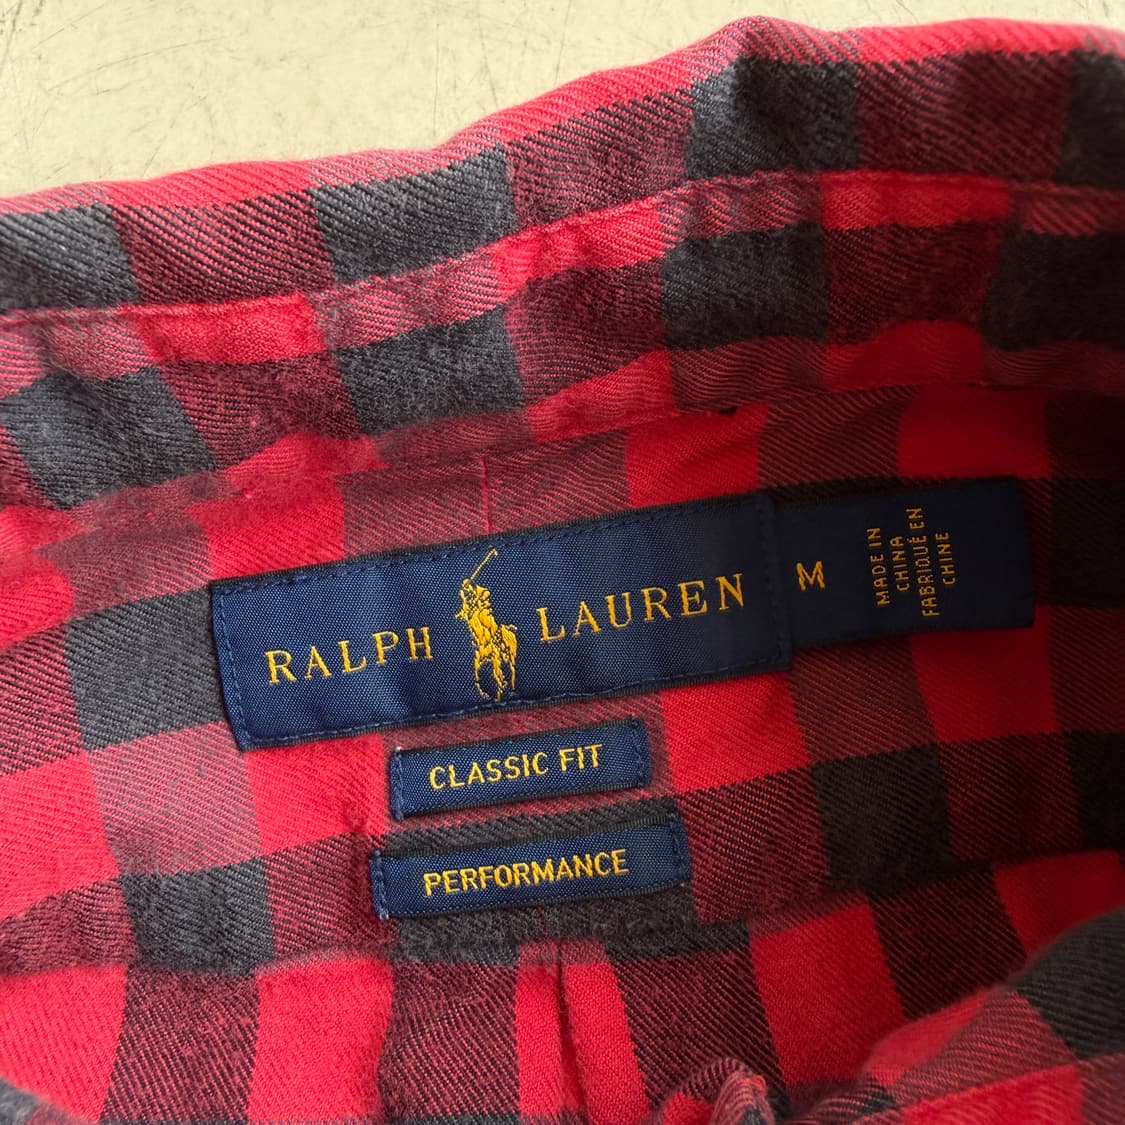 RALPH LAUREN
M
MADE IN
CHINA
FABRIQUÉ EN
CHINE
CLASSIC FIT
PERFORMANCE